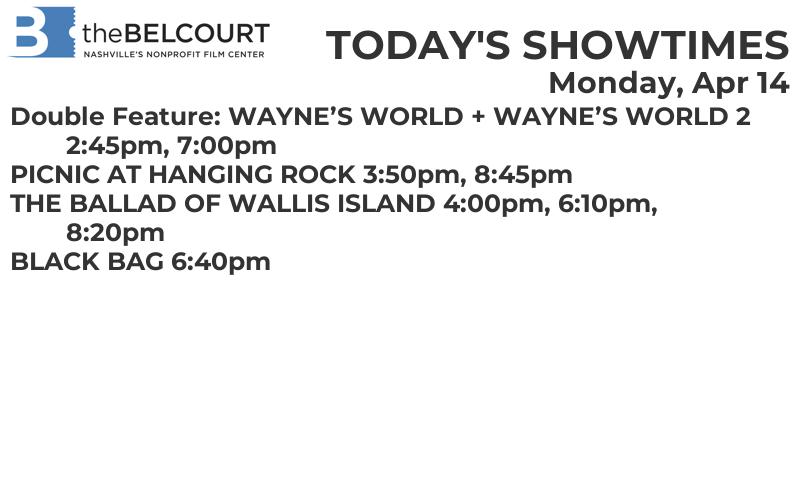 B theBELCOURT
NASHVILLE'S NONPROFIT FILM CENTER
TODAY'S SHOWTIMES
Monday, Apr 14
Double Feature: WAYNE’S WORLD + WAYNE’S WORLD 2
2:45pm, 7:00pm
PICNIC AT HANGING ROCK 3:50pm, 8:45pm
THE BALLAD OF WALLIS ISLAND 4:00pm, 6:10pm,
8:20pm
BLACK BAG 6:40pm